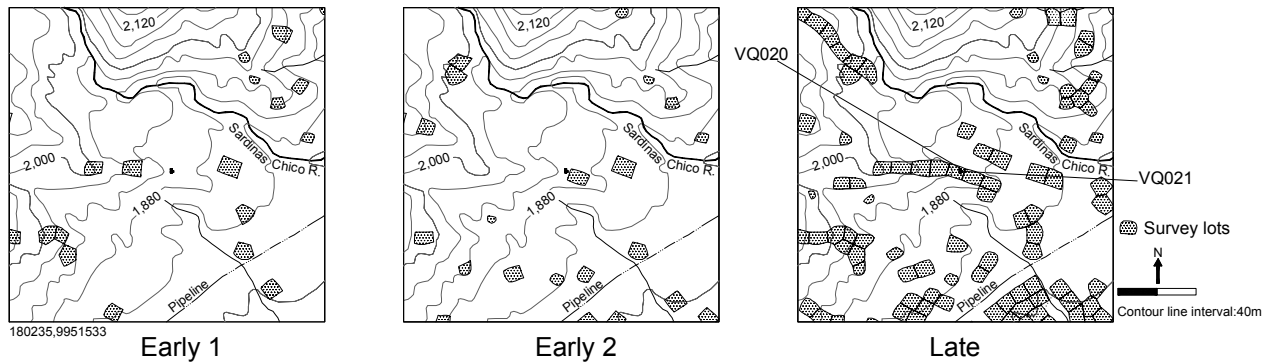 2,120
Sardinas Chico R.
2,000
1,880
Pipeline
180235,9951533
Early 1
2,120
Sardinas Chico R.
2,000
1,880
Pipeline
Early 2
VQ020
2,120
Sardinas Chico R.
2,000
VQ021
1,880
Pipeline
Survey lots
N
Contour line interval:40m
Late